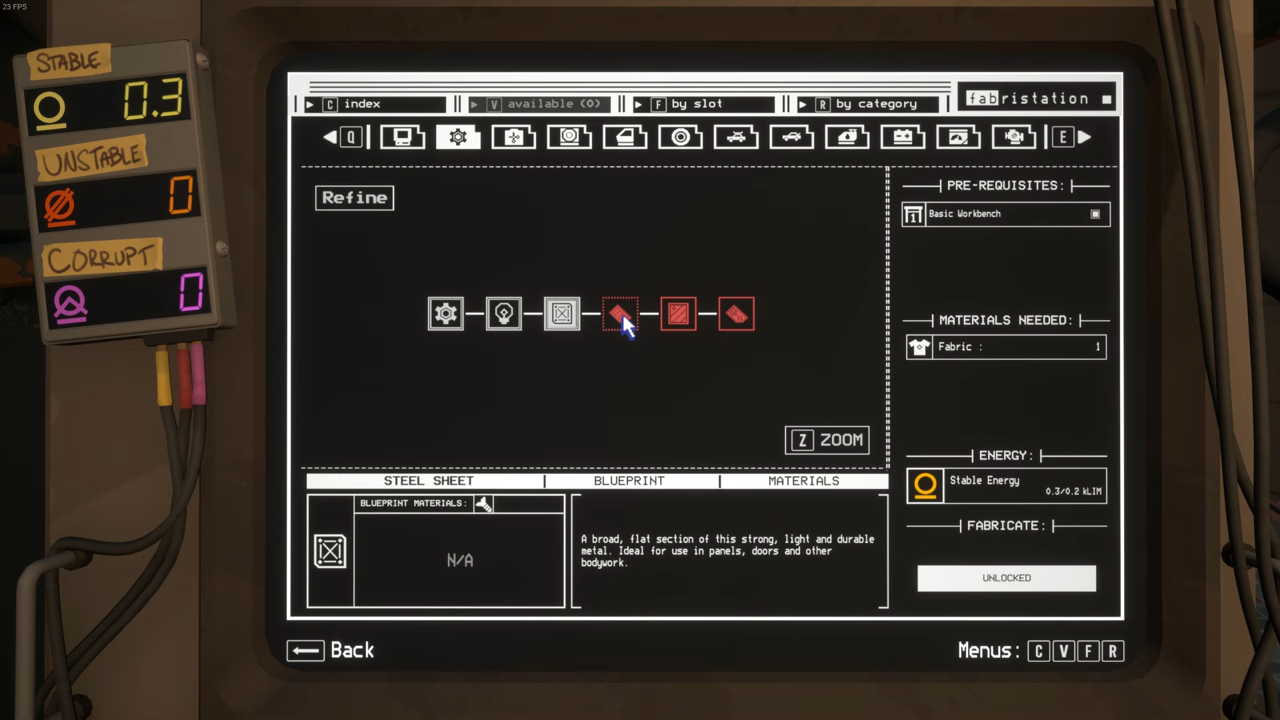 23 FPS
STABLE
0.3
UNSTABLE
0
CORRUPT
0
C index
V available (0)
F by slot
R by category
fabristation
Q
E
Refine
Z ZOOM
PRE-REQUISITES:
1 Basic Workbench
MATERIALS NEEDED:
Fabric : 1
ENERGY:
Stable Energy
0.3/0.2 kLIM
FABRICATE:
UNLOCKED
STEEL SHEET
BLUEPRINT
MATERIALS
BLUEPRINT MATERIALS:
N/A
A broad, flat section of this strong, light and durable
metal. Ideal for use in panels, doors and other
bodywork.
Back
Menus: C V F R